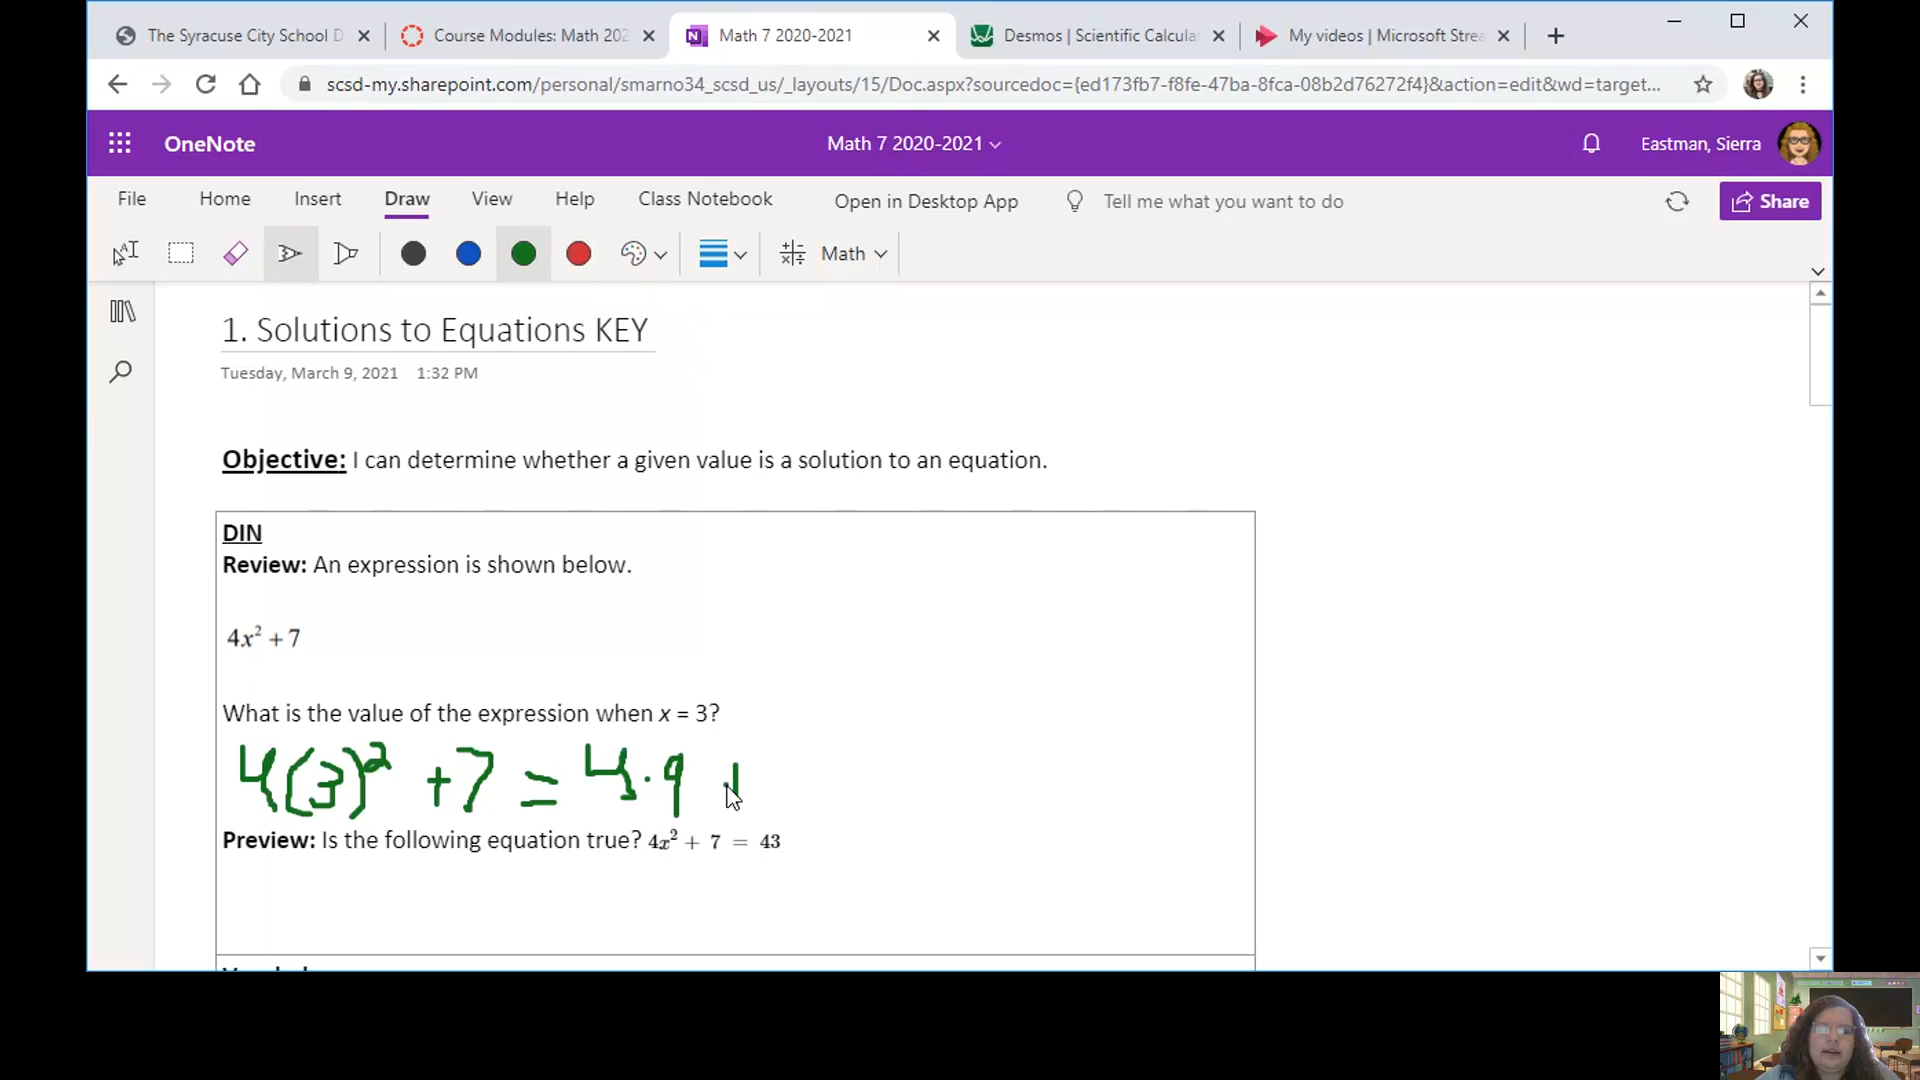 The Syracuse City School D
Course Modules: Math 202
Math 7 2020-2021
Desmos | Scientific Calcula
My videos | Microsoft Strea
scsd-my.sharepoint.com/personal/smarno34_scsd_us/_layouts/15/Doc.aspx?sourcedoc={ed173fb7-f8fe-47ba-8fca-08b2d76272f4}&action=edit&wd=target...
OneNote
Math 7 2020-2021
Eastman, Sierra
File Home Insert Draw View Help Class Notebook Open in Desktop App Tell me what you want to do Share
Math
1. Solutions to Equations KEY
Tuesday, March 9, 2021 1:32 PM
Objective: I can determine whether a given value is a solution to an equation.
DIN
Review: An expression is shown below.
4x² + 7
What is the value of the expression when x = 3?
4(3)² + 7 = 4·9
Preview: Is the following equation true? 4x² + 7 = 43